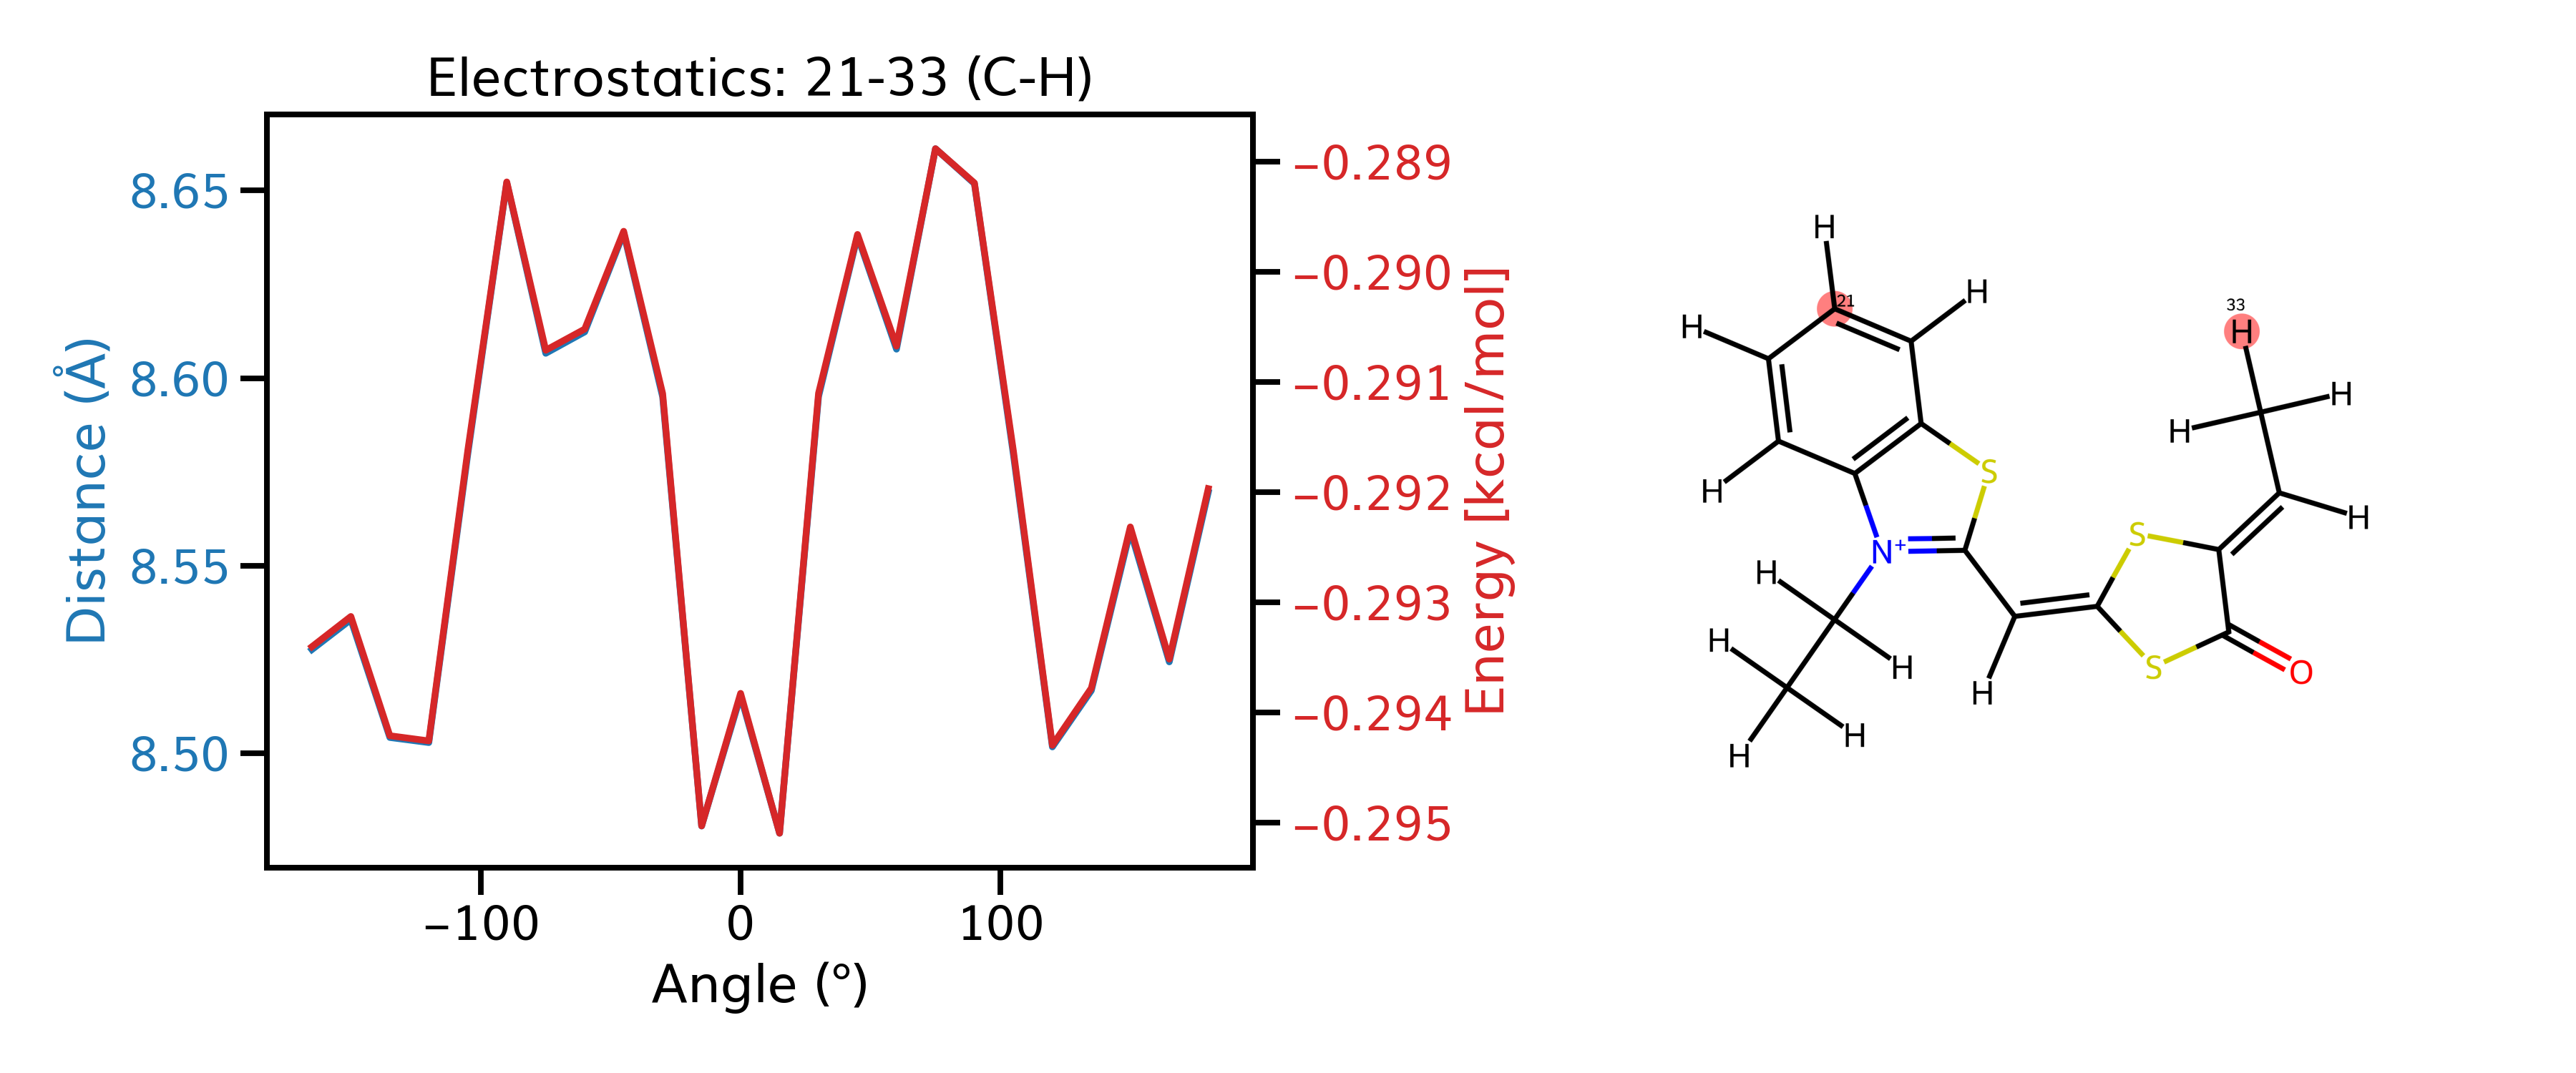 Electrostatics: 21-33 (C-H)
Distance (Å)
8.65
8.60
8.55
8.50
−100
0
100
Angle (°)
−0.289
−0.290
−0.291
−0.292
−0.293
−0.294
−0.295
Energy [kcal/mol]
H
H
21
33
H
H
H
H
H
S
H
S
N+
H
H
H
S
O
H
H
H